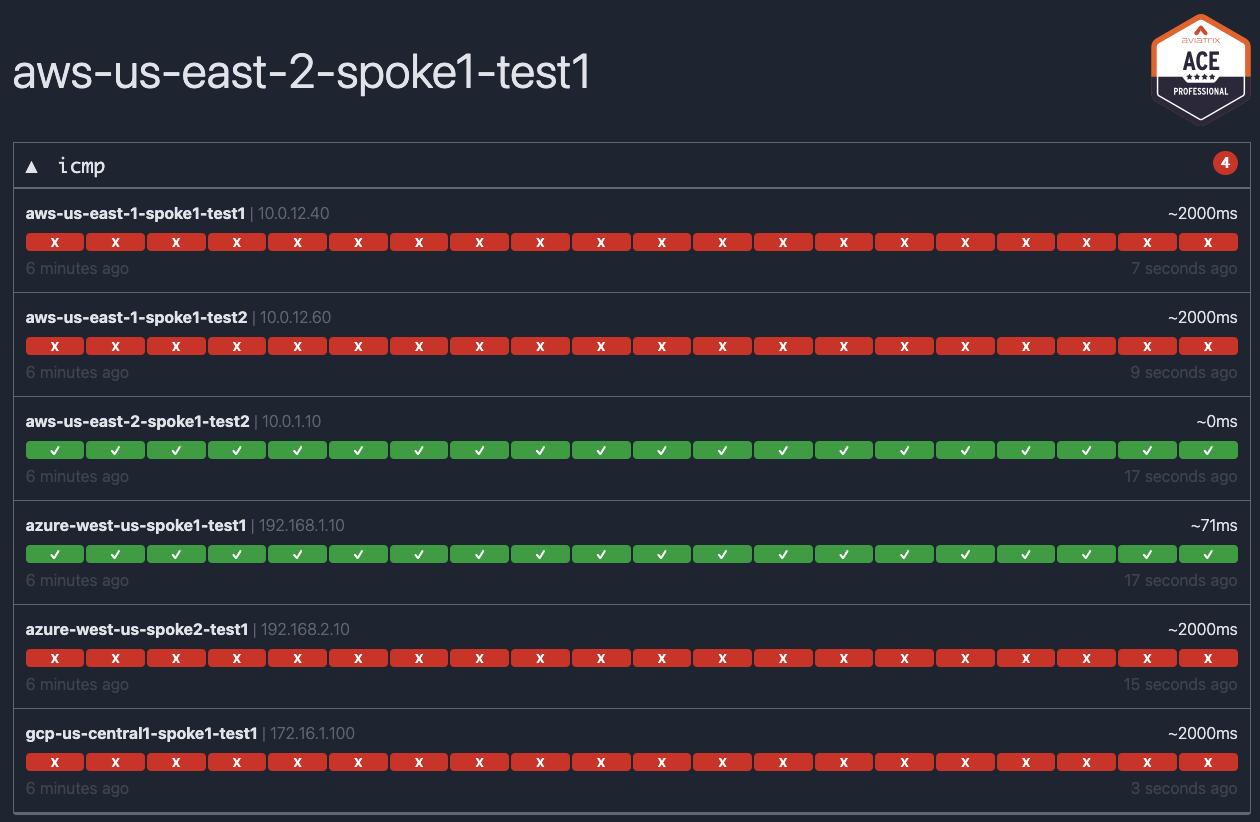 aws-us-east-2-spoke1-test1
aviatrix
ACE
★★★★
PROFESSIONAL
▲ icmp 4
aws-us-east-1-spoke1-test1 | 10.0.12.40 ~2000ms
X X X X X X X X X X X X X X X X X X X X
6 minutes ago 7 seconds ago
aws-us-east-1-spoke1-test2 | 10.0.12.60 ~2000ms
X X X X X X X X X X X X X X X X X X X X
6 minutes ago 9 seconds ago
aws-us-east-2-spoke1-test2 | 10.0.1.10 ~0ms
✓ ✓ ✓ ✓ ✓ ✓ ✓ ✓ ✓ ✓ ✓ ✓ ✓ ✓ ✓ ✓ ✓ ✓ ✓ ✓
6 minutes ago 17 seconds ago
azure-west-us-spoke1-test1 | 192.168.1.10 ~71ms
✓ ✓ ✓ ✓ ✓ ✓ ✓ ✓ ✓ ✓ ✓ ✓ ✓ ✓ ✓ ✓ ✓ ✓ ✓ ✓
6 minutes ago 17 seconds ago
azure-west-us-spoke2-test1 | 192.168.2.10 ~2000ms
X X X X X X X X X X X X X X X X X X X X
6 minutes ago 15 seconds ago
gcp-us-central1-spoke1-test1 | 172.16.1.100 ~2000ms
X X X X X X X X X X X X X X X X X X X X
6 minutes ago 3 seconds ago